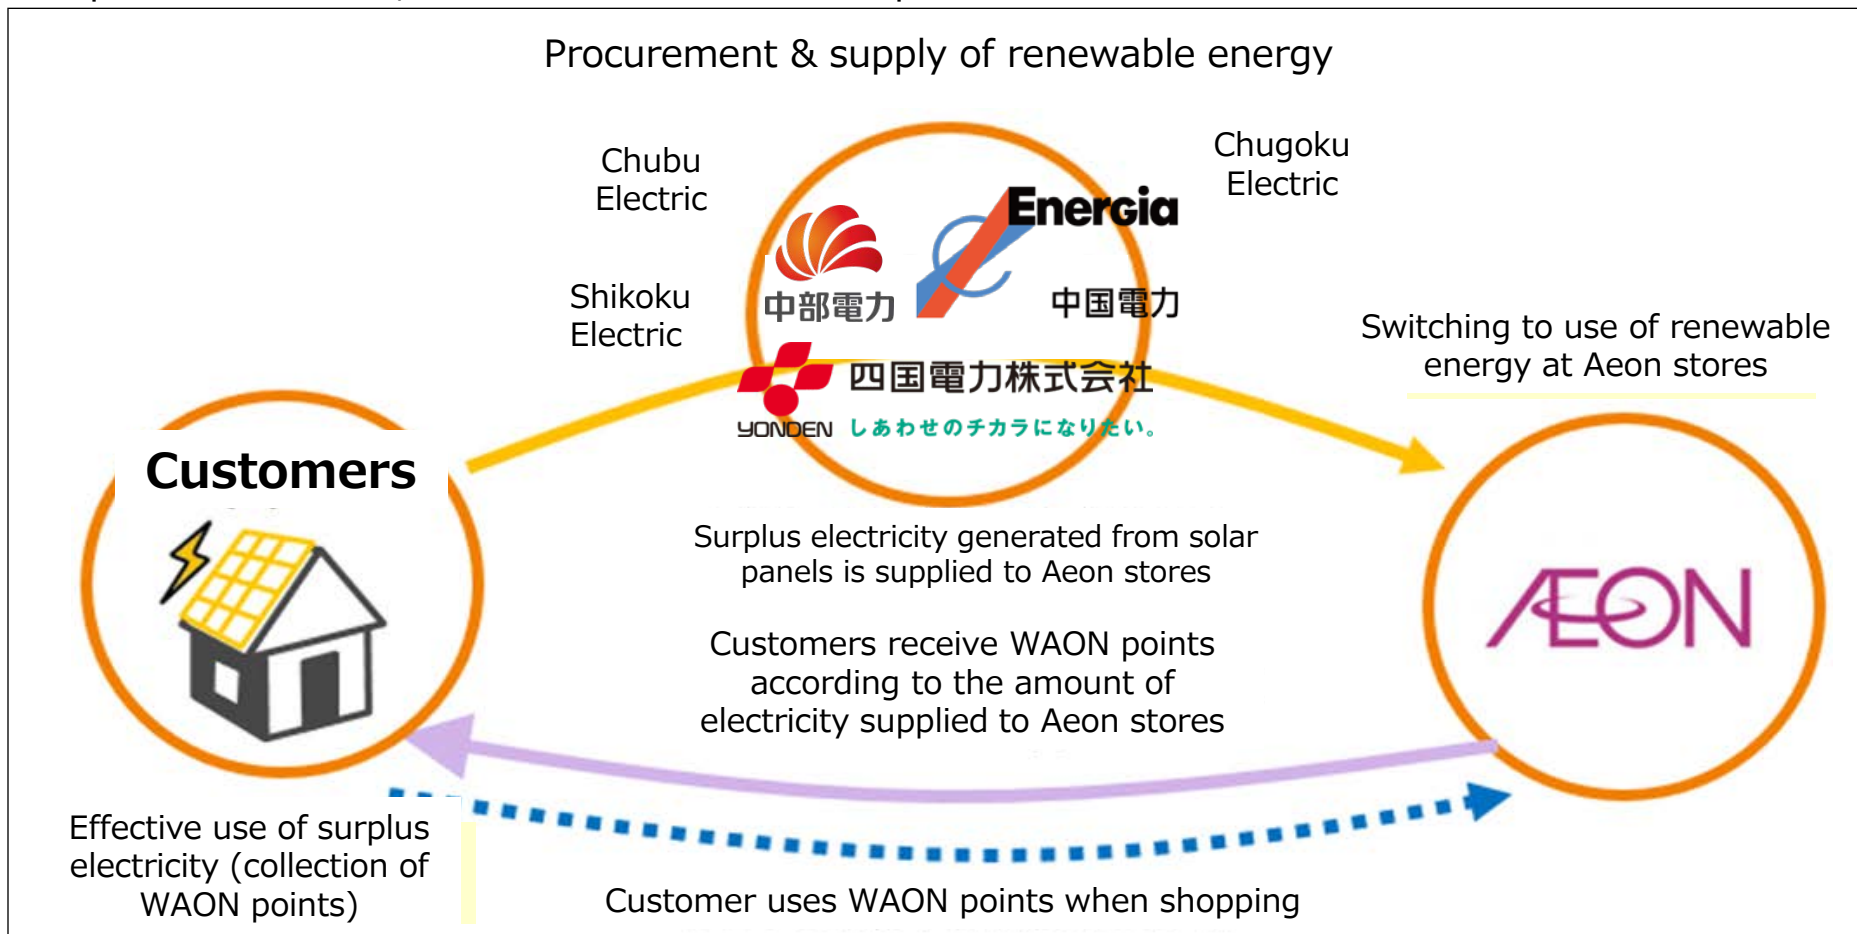 Procurement & supply of renewable energy
Chubu
Electric
Chugoku
Electric
Energia
中部電力
中国電力
Shikoku
Electric
四国電力株式会社
YONDEN しあわせのチカラになりたい。
Switching to use of renewable
energy at Aeon stores
Customers
Surplus electricity generated from solar
panels is supplied to Aeon stores
AEON
Customers receive WAON points
according to the amount of
electricity supplied to Aeon stores
Effective use of surplus
electricity (collection of
WAON points)
Customer uses WAON points when shopping